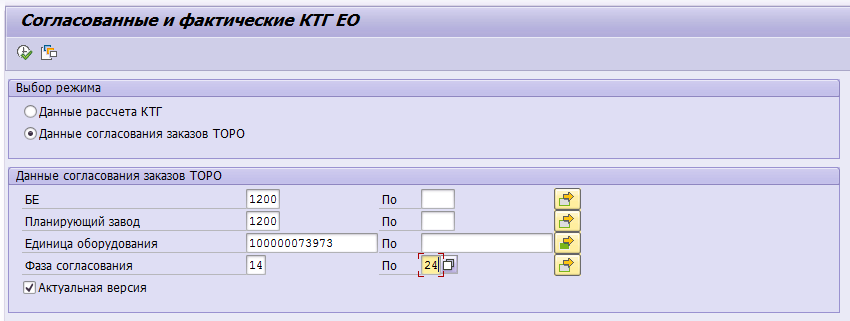 Согласованные и фактические КТГ ЕО
Выбор режима
Данные рассчета КТГ
Данные согласования заказов ТОРО
Данные согласования заказов ТОРО
БЕ 1200 По
Планирующий завод 1200 По
Единица оборудования 100000073973 По
Фаза согласования 14 По 24
Актуальная версия